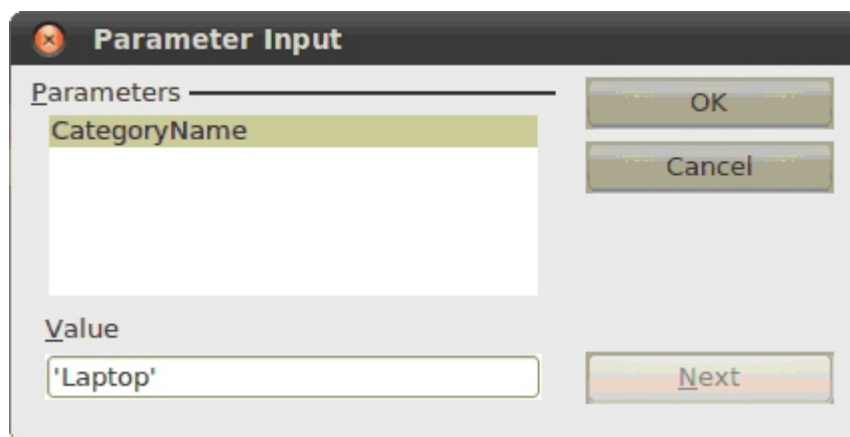 Parameter Input
Parameters
OK
CategoryName
Cancel
Value
'Laptop'
Next